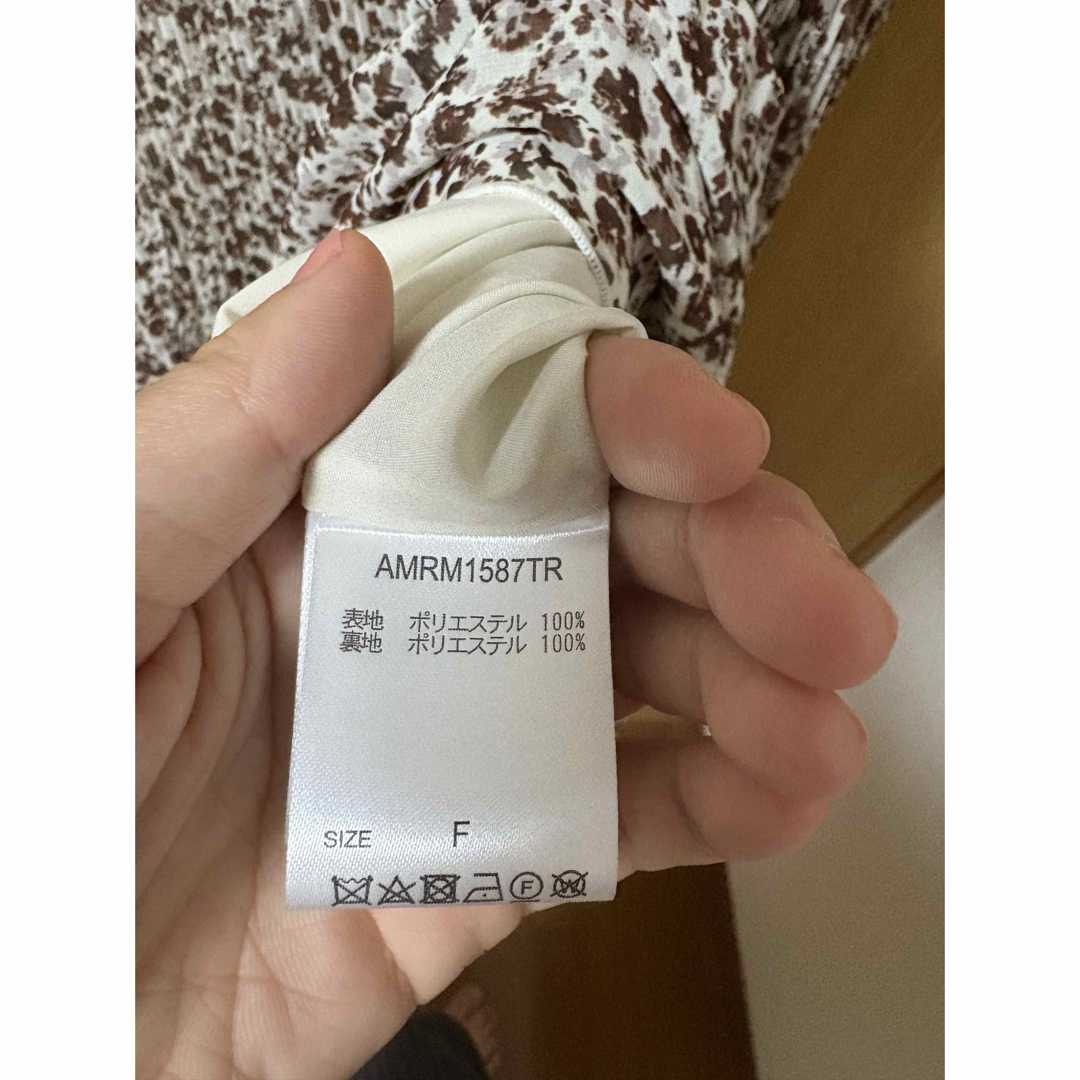 AMRM1587TR
表地 ポリエステル 100%
裏地 ポリエステル 100%
SIZE F
F
W